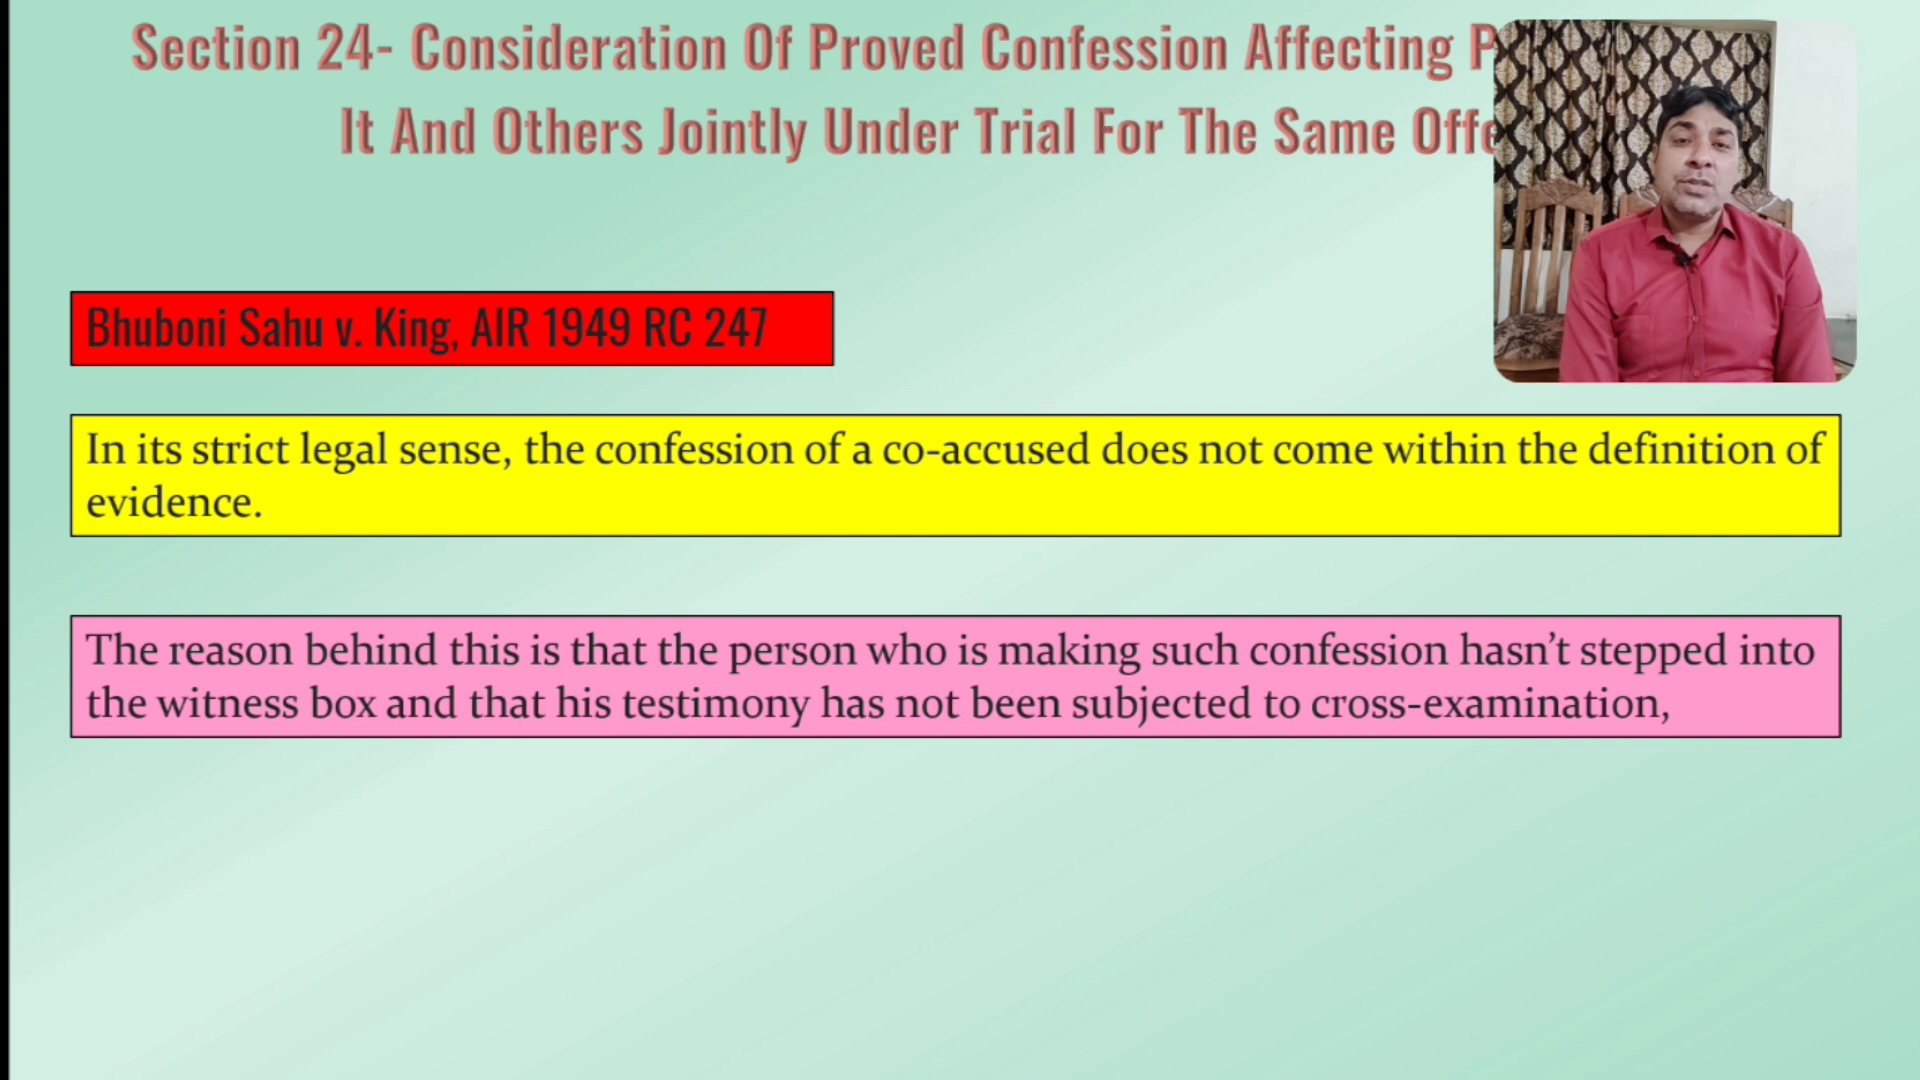 Section 24- Consideration Of Proved Confession Affecting
It And Others Jointly Under Trial For The Same
Bhuboni Sahu v. King, AIR 1949 RC 247
In its strict legal sense, the confession of a co-accused does not come within the definition of
evidence.
The reason behind this is that the person who is making such confession hasn’t stepped into
the witness box and that his testimony has not been subjected to cross-examination,